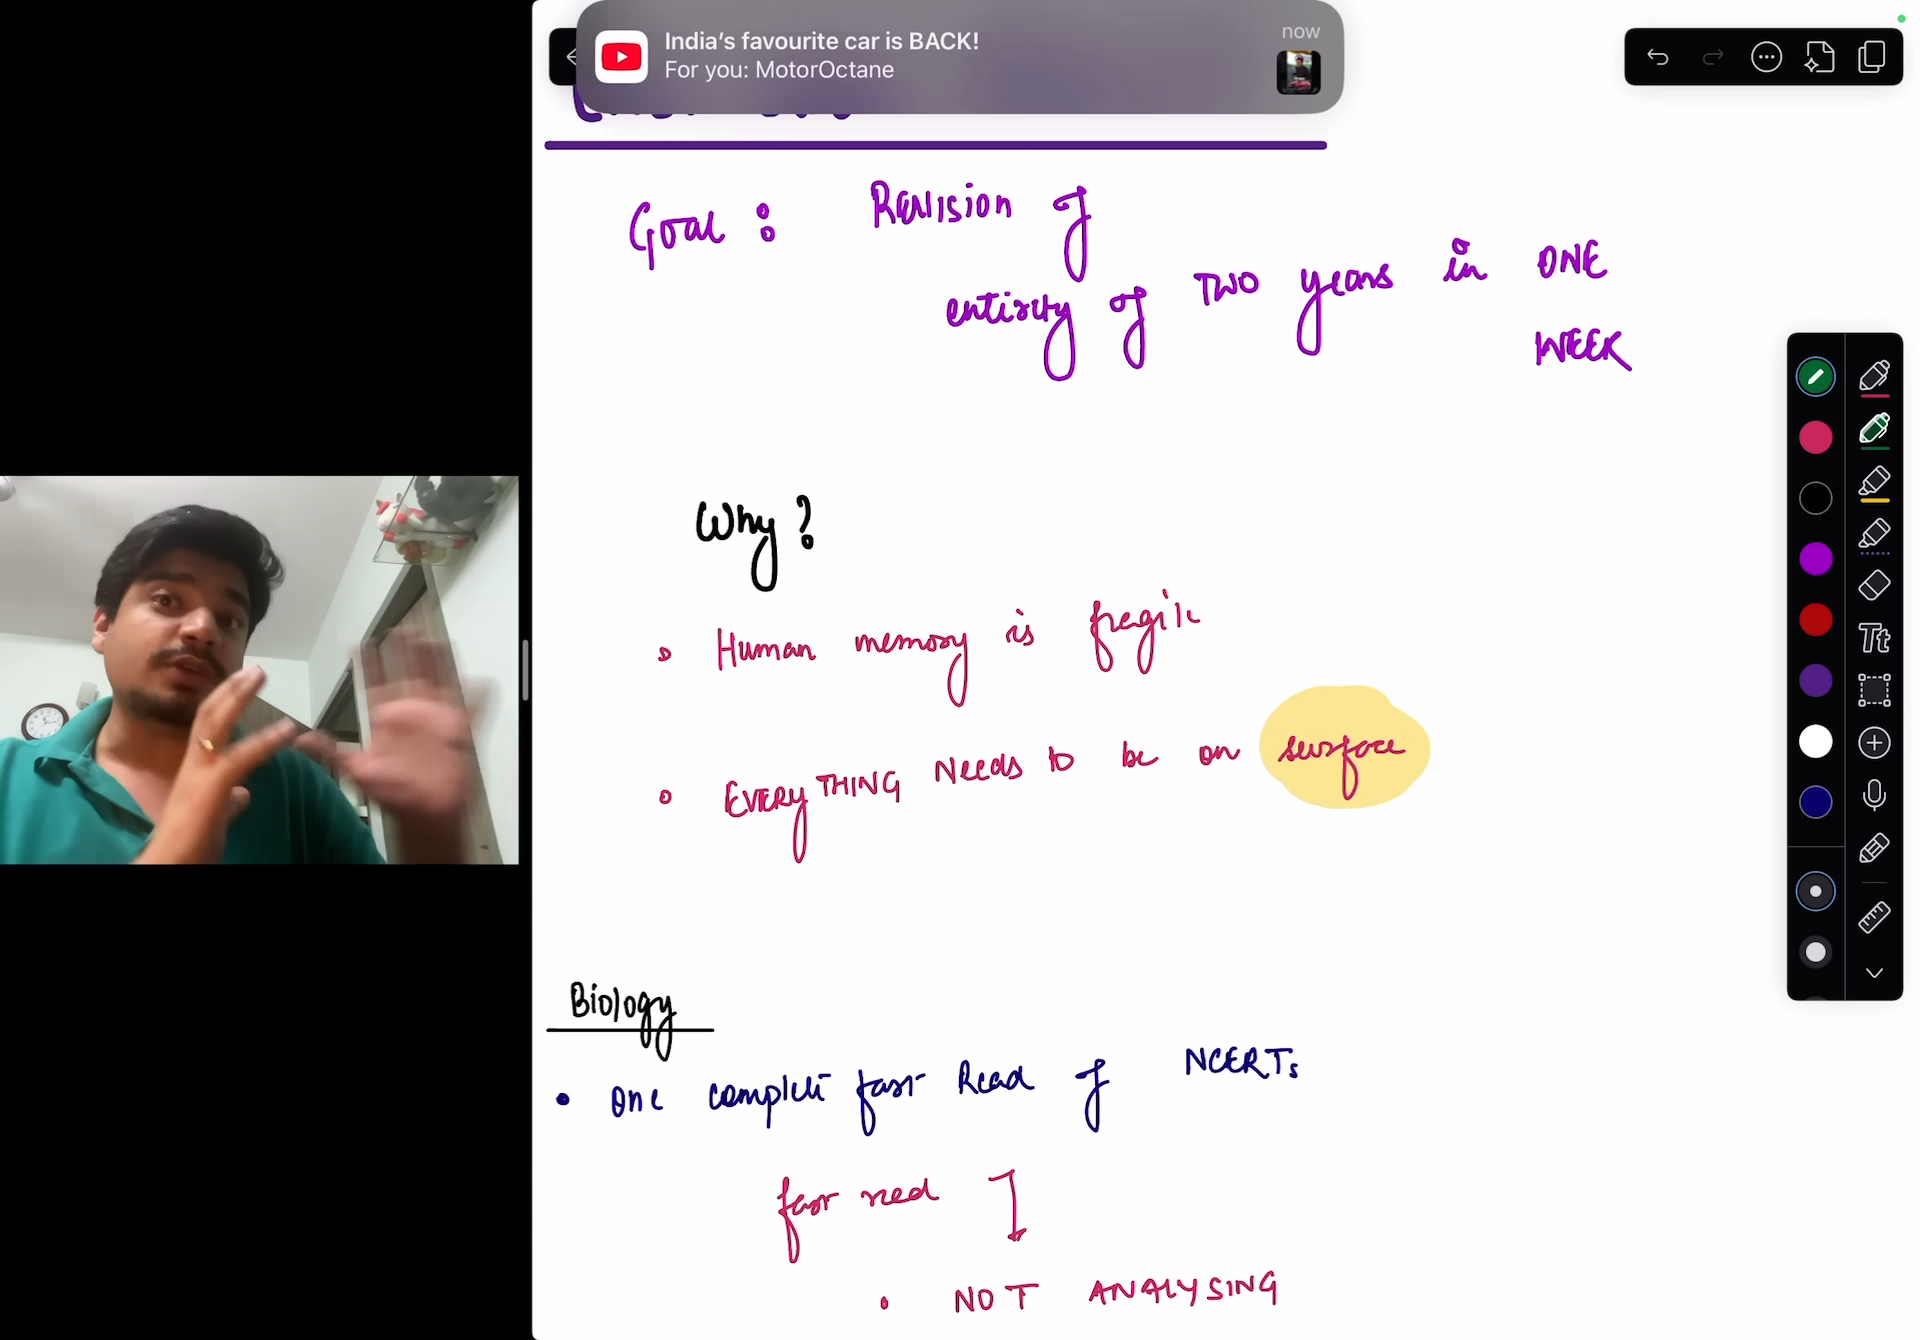 India's favourite car is BACK!
now
For you: MotorOctane
Goal : Revision of
entirity of TWO years in ONE
WEEK
Why?
Human memory is fragile
EVERYTHING Needs to be on surface
Biology
• One complete fast Read of NCERTs
fast read ]
• NOT ANALYSING
Tt